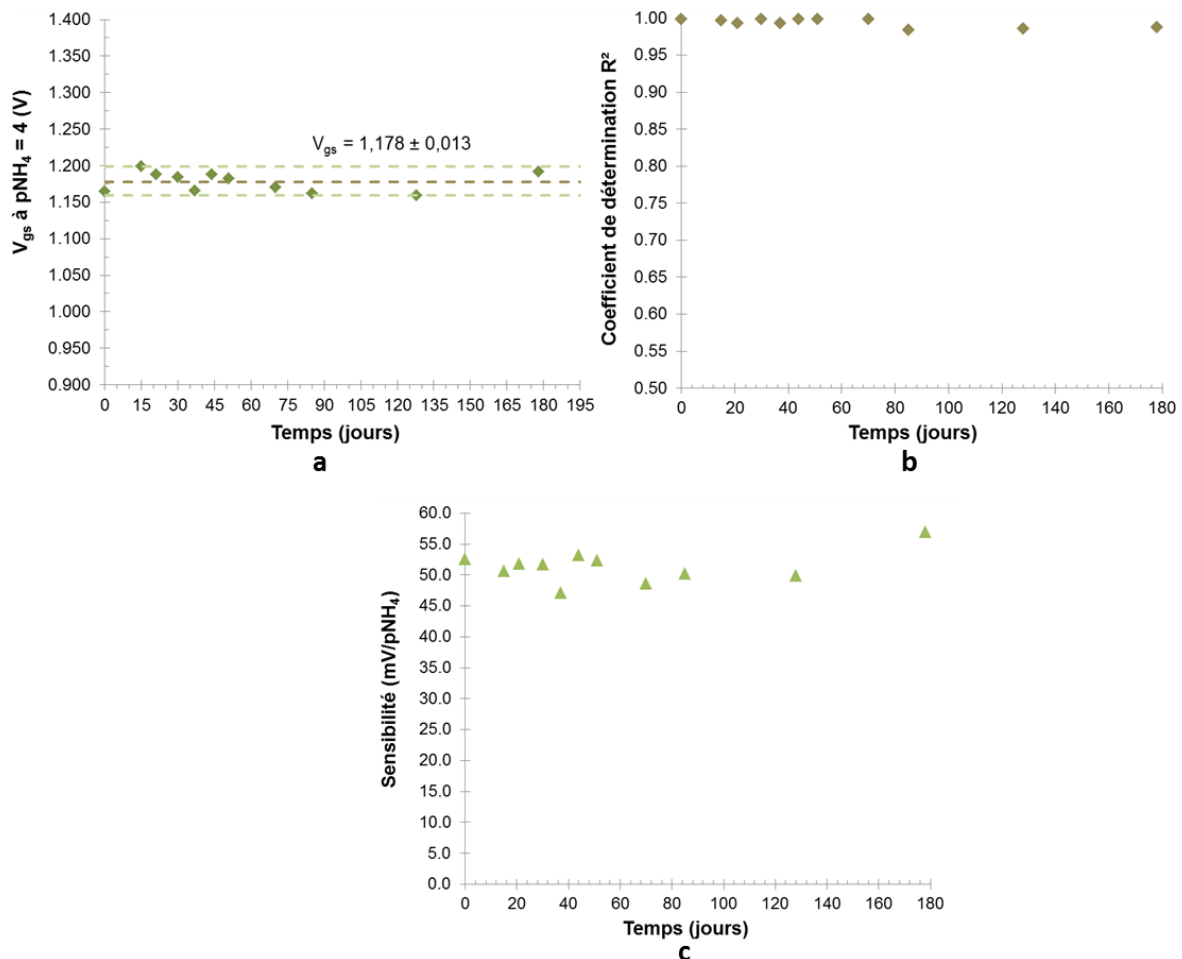 V_gs à pNH₄ = 4 (V)
1.400
1.350
1.300
1.250
1.200
1.150
1.100
1.050
1.000
0.950
0.900
V_gs = 1,178 ± 0,013
0 15 30 45 60 75 90 105 120 135 150 165 180 195
Temps (jours)
a
Coefficient de détermination R²
1.00
0.95
0.90
0.85
0.80
0.75
0.70
0.65
0.60
0.55
0.50
0 20 40 60 80 100 120 140 160 180
Temps (jours)
b
Sensibilité (mV/pNH₄)
60.0
55.0
50.0
45.0
40.0
35.0
30.0
25.0
20.0
15.0
10.0
5.0
0.0
0 20 40 60 80 100 120 140 160 180
Temps (jours)
c